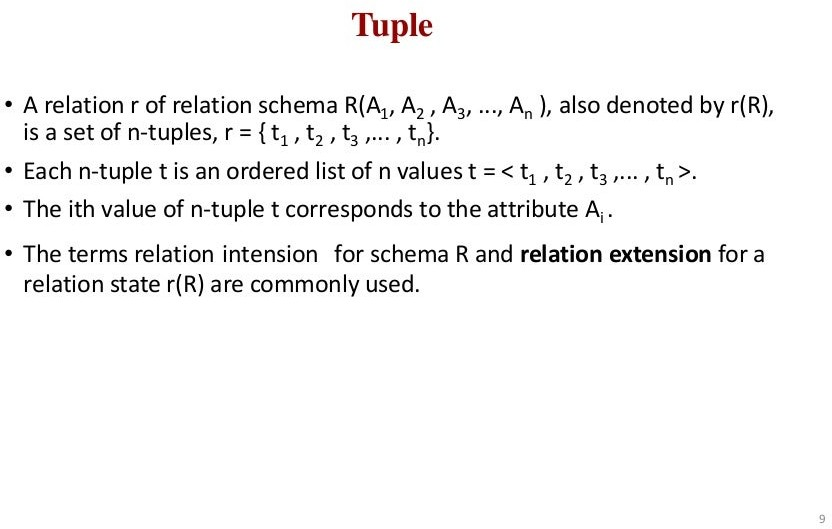 Tuple
• A relation r of relation schema R(A₁, A₂ , A₃, ..., Aₙ ), also denoted by r(R),
is a set of n-tuples, r = { t₁ , t₂ , t₃ ,... , tₙ}.
• Each n-tuple t is an ordered list of n values t = < t₁ , t₂ , t₃ ,... , tₙ >.
• The ith value of n-tuple t corresponds to the attribute Aᵢ .
• The terms relation intension for schema R and relation extension for a
relation state r(R) are commonly used.
9